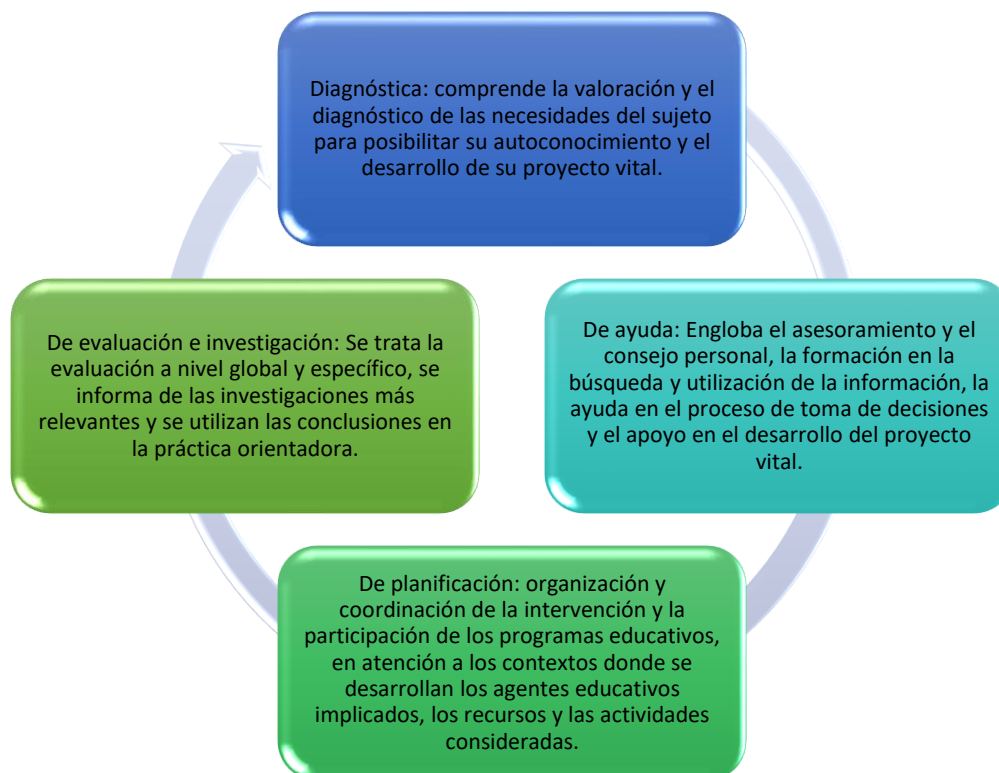 Diagnóstica: comprende la valoración y el
diagnóstico de las necesidades del sujeto
para posibilitar su autoconocimiento y el
desarrollo de su proyecto vital.
De ayuda: Engloba el asesoramiento y el
consejo personal, la formación en la
búsqueda y utilización de la información, la
ayuda en el proceso de toma de decisiones
y el apoyo en el desarrollo del proyecto
vital.
De planificación: organización y
coordinación de la intervención y la
participación de los programas educativos,
en atención a los contextos donde se
desarrollan los agentes educativos
implicados, los recursos y las actividades
consideradas.
De evaluación e investigación: Se trata la
evaluación a nivel global y específico, se
informa de las investigaciones más
relevantes y se utilizan las conclusiones en
la práctica orientadora.